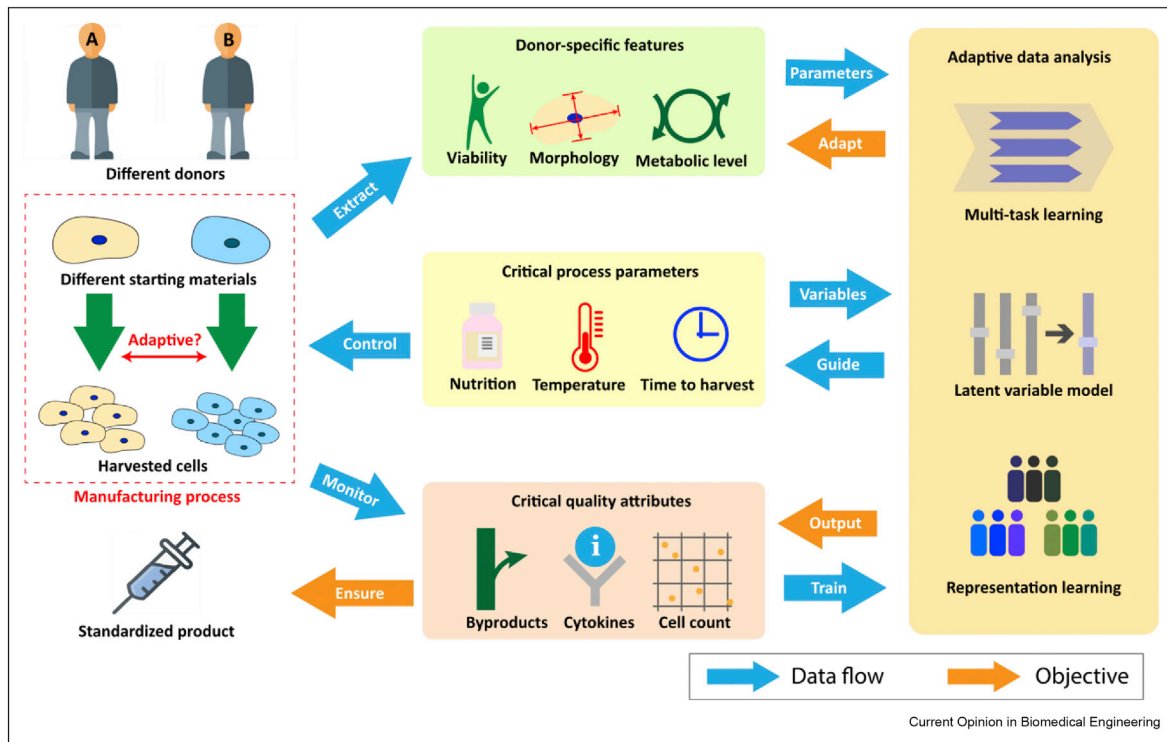 A
B
Different donors
Different starting materials
Adaptive?
Harvested cells
Manufacturing process
Standardized product
Extract
Control
Monitor
Ensure
Donor-specific features
Viability
Morphology
Metabolic level
Critical process parameters
Nutrition
Temperature
Time to harvest
Critical quality attributes
i
Byproducts
Cytokines
Cell count
Parameters
Adapt
Variables
Guide
Output
Train
Adaptive data analysis
Multi-task learning
Latent variable model
Representation learning
Data flow
Objective
Current Opinion in Biomedical Engineering